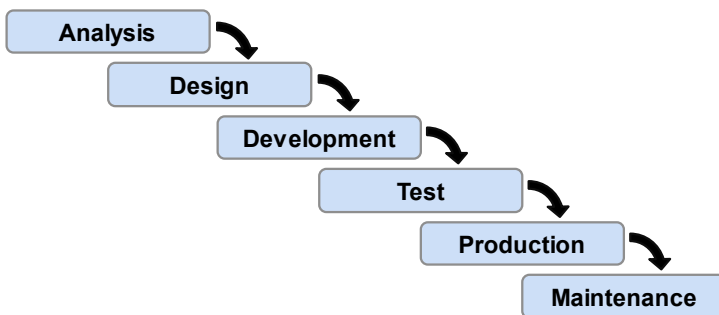 Analysis
Design
Development
Test
Production
Maintenance